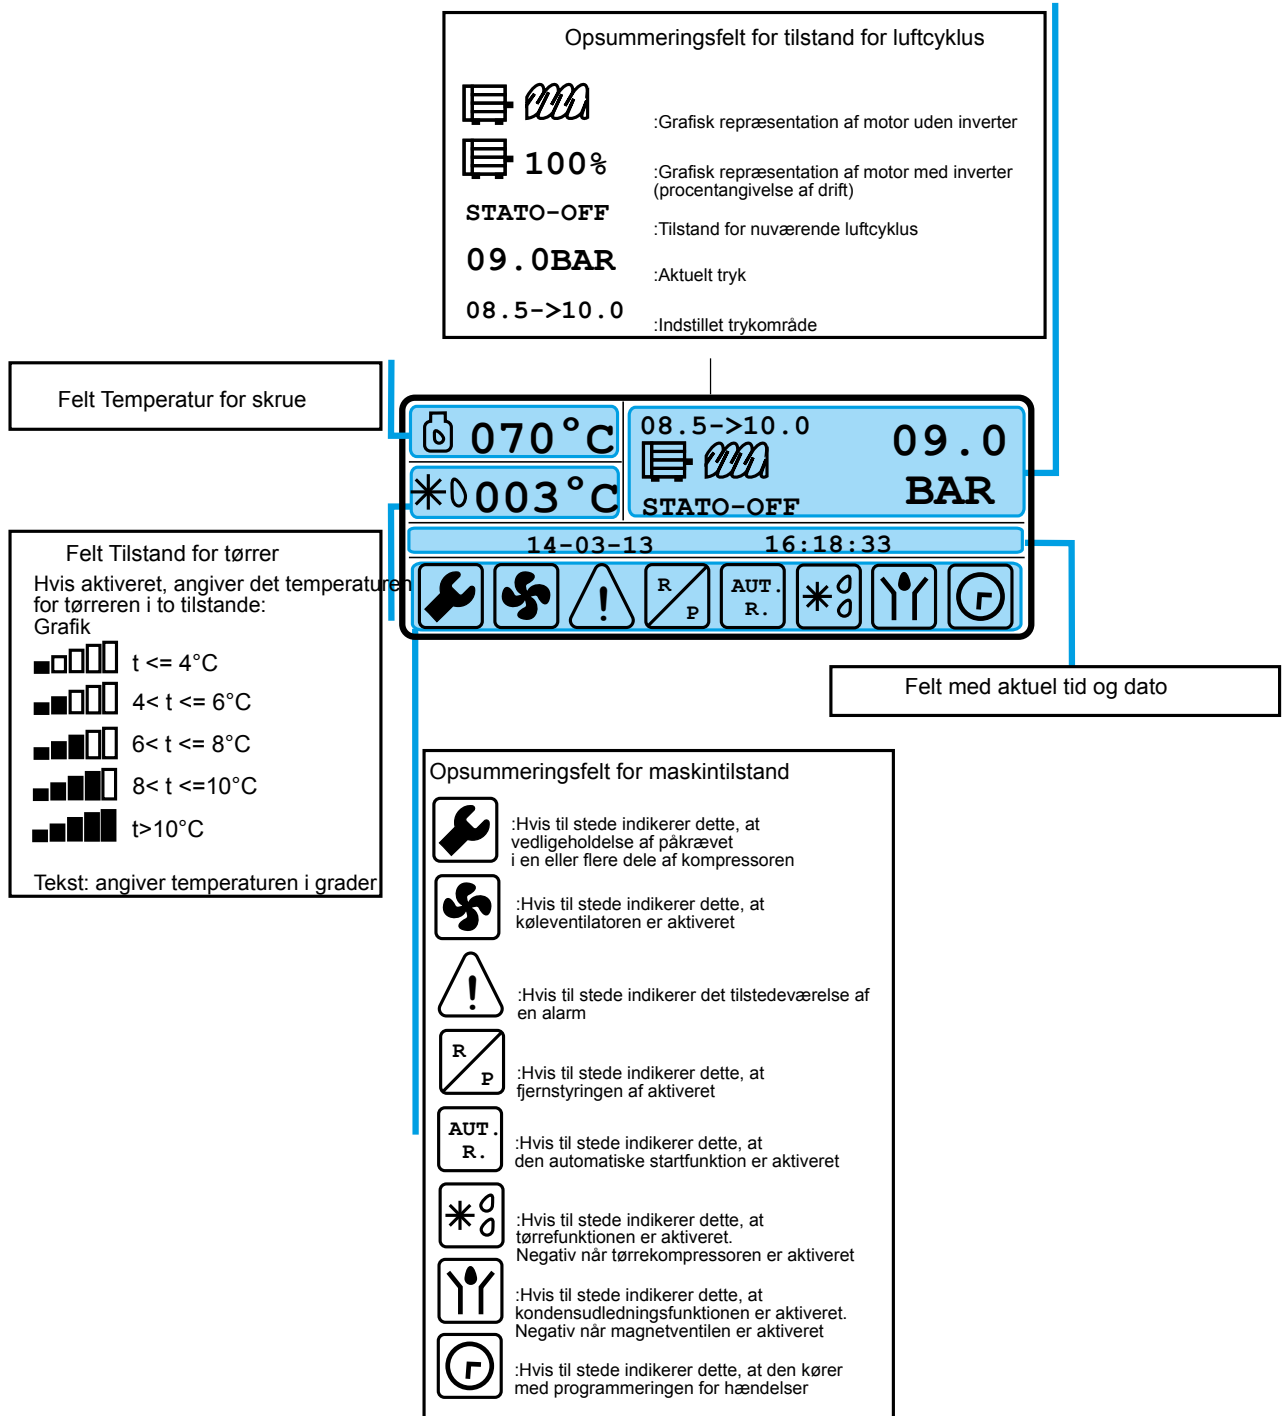 Opsummeringsfelt for tilstand for luftcyklus
:Grafisk repræsentation af motor uden inverter
100%
:Grafisk repræsentation af motor med inverter
(procentangivelse af drift)
STATO-OFF
:Tilstand for nuværende luftcyklus
09.0BAR
:Aktuelt tryk
08.5->10.0
:Indstillet trykområde
Felt Temperatur for skrue
070°C
08.5->10.0
09.0
BAR
003°C
STATO-OFF
14-03-13 16:18:33
R
P
AUT.
R.
Felt Tilstand for tørrer
Hvis aktiveret, angiver det temperaturen
for tørreren i to tilstande:
Grafik
t <= 4°C
4< t <= 6°C
6< t <= 8°C
8< t <=10°C
t>10°C
Tekst: angiver temperaturen i grader
Felt med aktuel tid og dato
Opsummeringsfelt for maskintilstand
:Hvis til stede indikerer dette, at
vedligeholdelse af påkrævet
i en eller flere dele af kompressoren
:Hvis til stede indikerer dette, at
køleventilatoren er aktiveret
:Hvis til stede indikerer det tilstedeværelse af
en alarm
R
P
:Hvis til stede indikerer dette, at
fjernstyringen af aktiveret
AUT.
R.
:Hvis til stede indikerer dette, at
den automatiske startfunktion er aktiveret
:Hvis til stede indikerer dette, at
tørrefunktionen er aktiveret.
Negativ når tørrekompressoren er aktiveret
:Hvis til stede indikerer dette, at
kondensudledningsfunktionen er aktiveret.
Negativ når magnetventilen er aktiveret
:Hvis til stede indikerer dette, at den kører
med programmeringen for hændelser